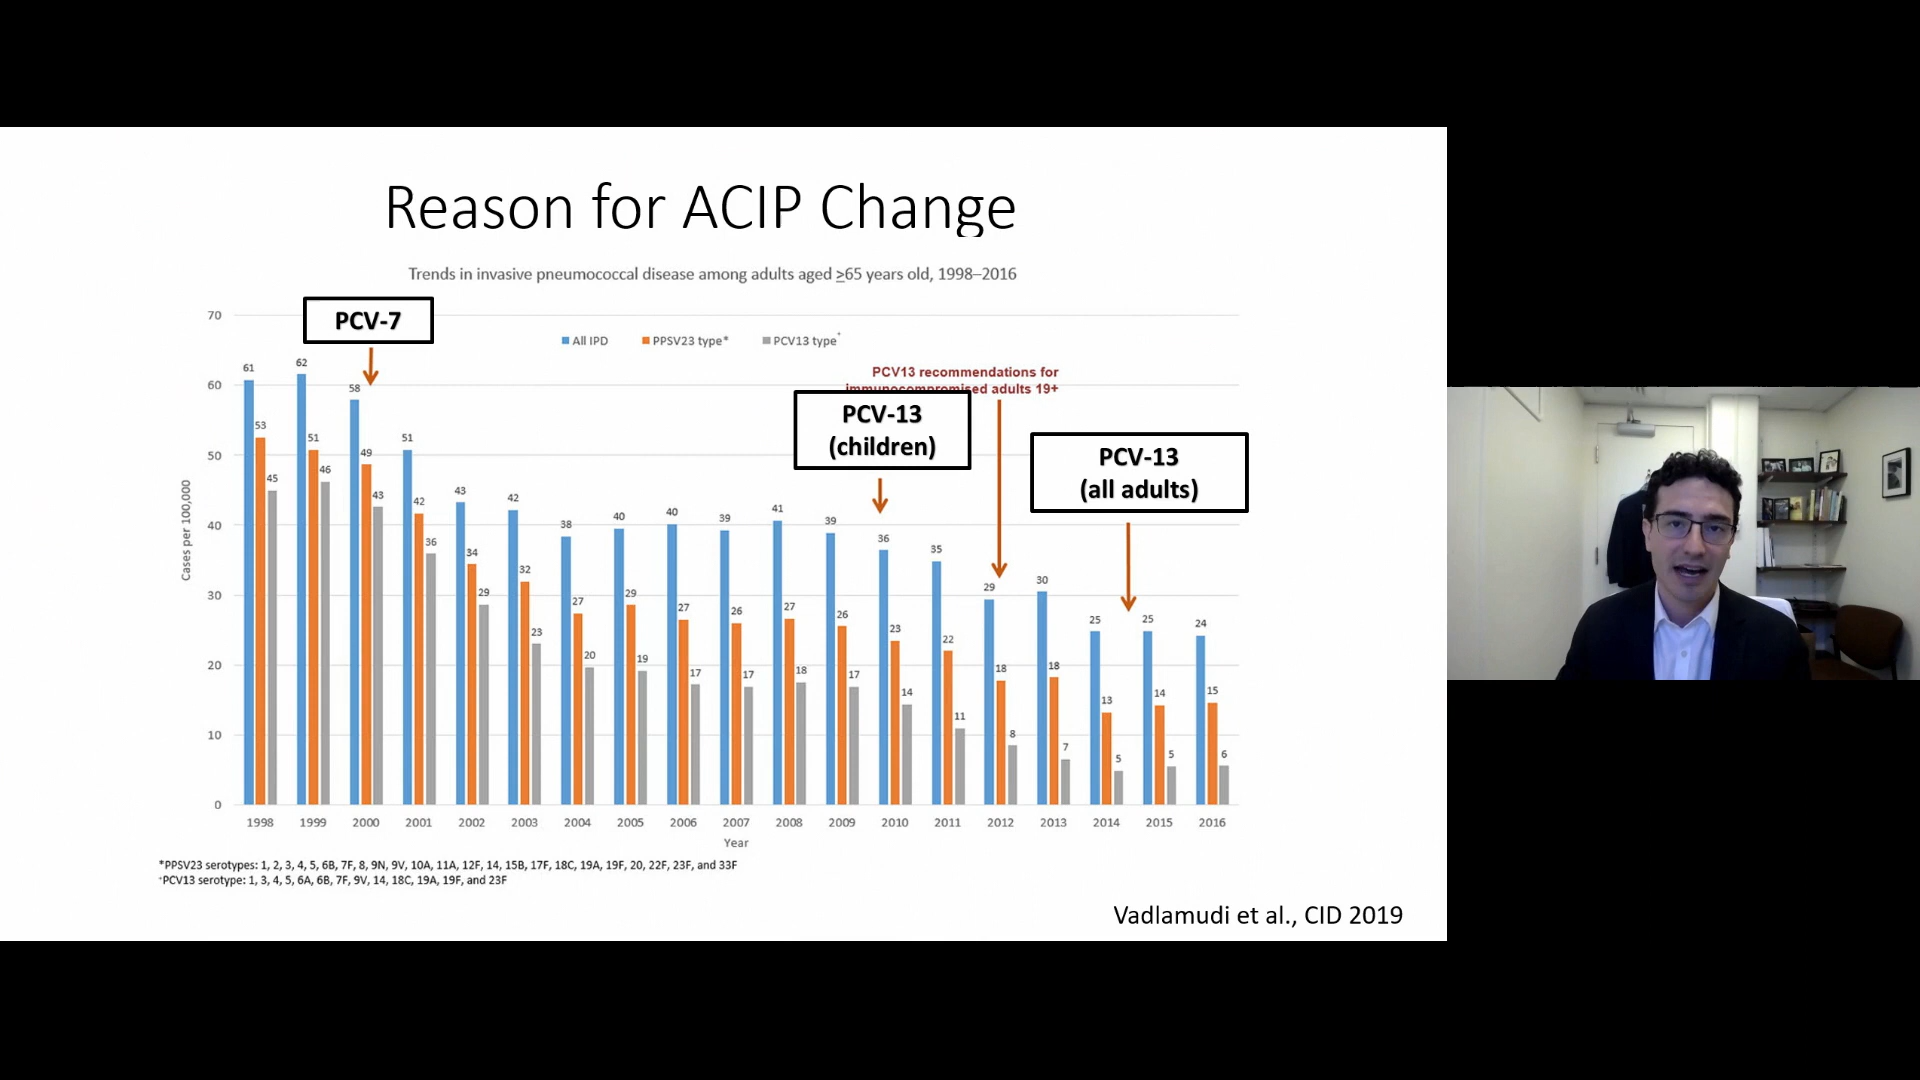 Reason for ACIP Change
Trends in invasive pneumococcal disease among adults aged ≥65 years old, 1998–2016
PCV-7
All IPD PPSV23 type* PCV13 type⁺
PCV13 recommendations for
immunocompromised adults 19+
PCV-13
(children)
PCV-13
(all adults)
Cases per 100,000
70
60
50
40
30
20
10
0
61 53 45
62 51 46
58 49 43
51 42 36
43 34 29
42 32 23
38 27 20
40 29 19
40 27 17
39 26 17
41 27 18
39 26 17
36 23 14
35 22 11
29 18 8
30 18 7
25 13 5
25 14 5
24 15 6
1998 1999 2000 2001 2002 2003 2004 2005 2006 2007 2008 2009 2010 2011 2012 2013 2014 2015 2016
Year
*PPSV23 serotypes: 1, 2, 3, 4, 5, 6B, 7F, 8, 9N, 9V, 10A, 11A, 12F, 14, 15B, 17F, 18C, 19A, 19F, 20, 22F, 23F, and 33F
⁺PCV13 serotype: 1, 3, 4, 5, 6A, 6B, 7F, 9V, 14, 18C, 19A, 19F, and 23F
Vadlamudi et al., CID 2019